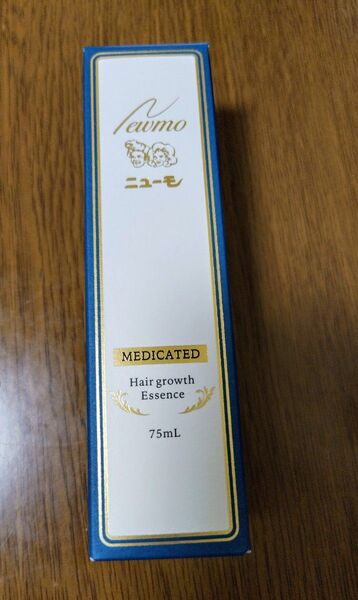 Newmo
ニューモ
MEDICATED
Hair growth
Essence
75mL